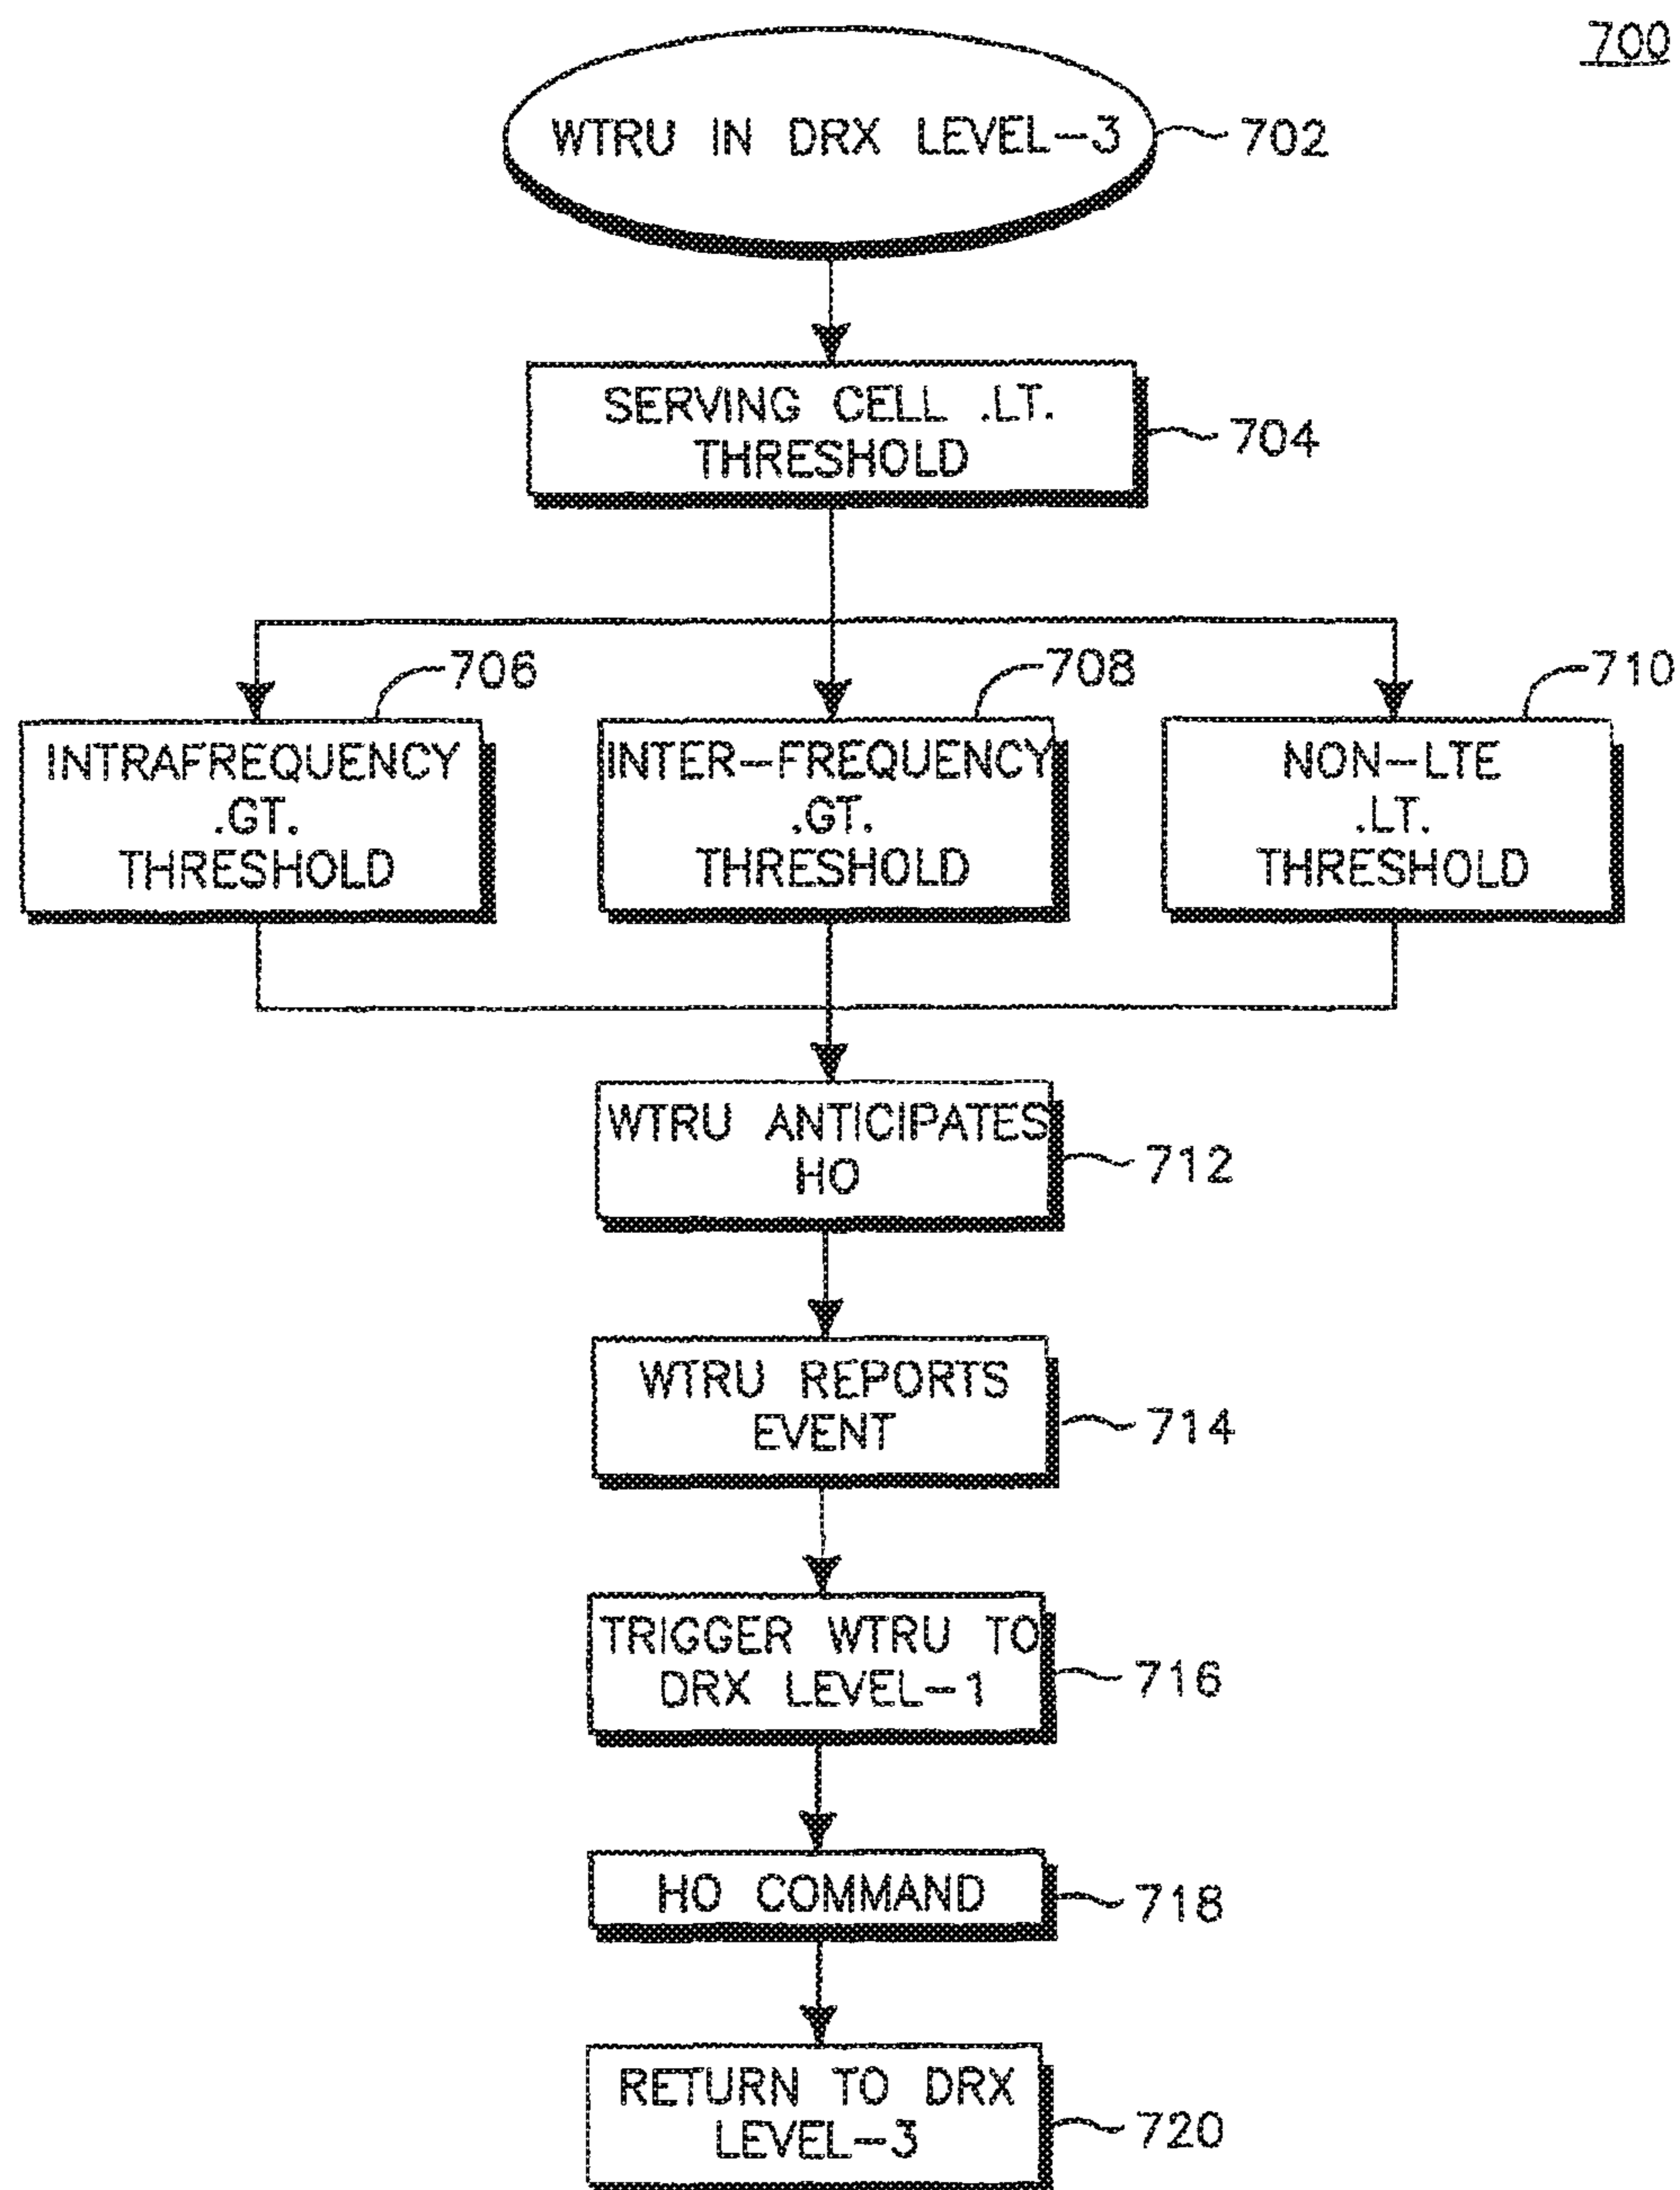 700
WTRU IN DRX LEVEL-3
702
SERVING CELL .LT.
THRESHOLD
704
706
708
710
INTRAFREQUENCY
.GT.
THRESHOLD
INTER-FREQUENCY
.GT.
THRESHOLD
NON-LTE
.LT.
THRESHOLD
WTRU ANTICIPATES
HO
712
WTRU REPORTS
EVENT
714
TRIGGER WTRU TO
DRX LEVEL-1
716
HO COMMAND
718
RETURN TO DRX
LEVEL-3
720